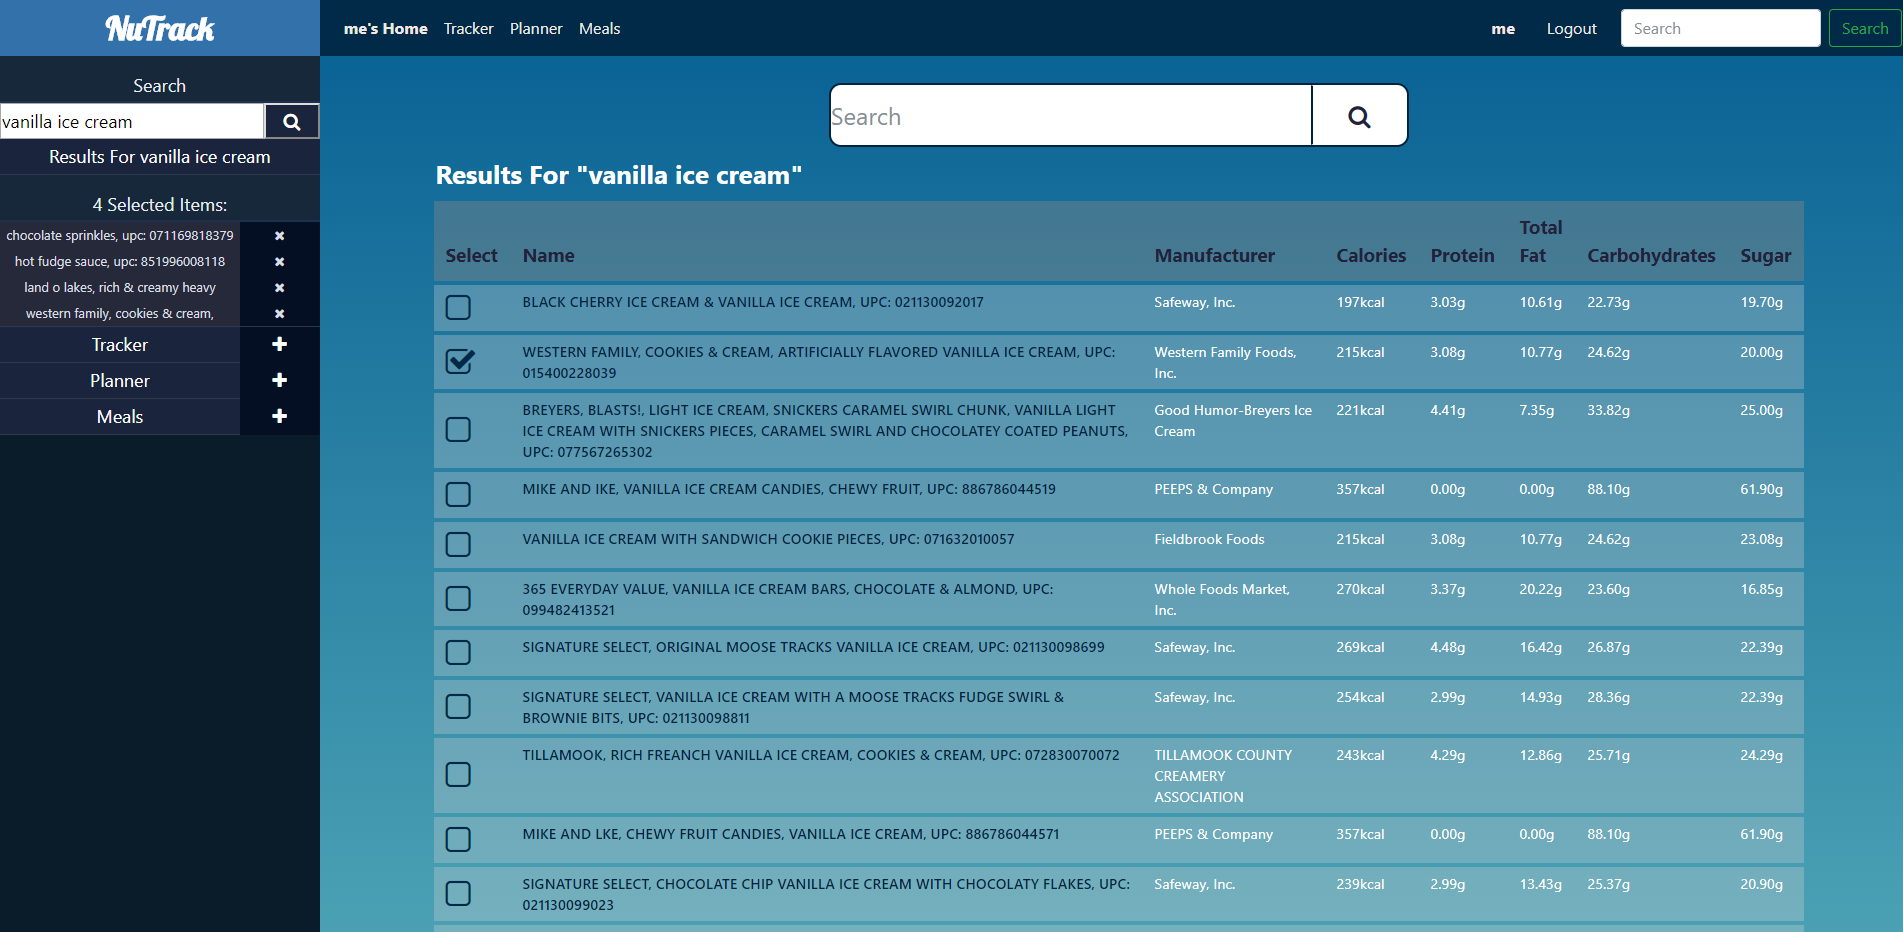 NuTrack
me's Home Tracker Planner Meals
me Logout Search Search
Search
vanilla ice cream
Results For vanilla ice cream
4 Selected Items:
chocolate sprinkles, upc: 071169818379
hot fudge sauce, upc: 851996008118
land o lakes, rich & creamy heavy
western family, cookies & cream,
Tracker
Planner
Meals
Search
Results For "vanilla ice cream"
Select Name Manufacturer Calories Protein Total Fat Carbohydrates Sugar
BLACK CHERRY ICE CREAM & VANILLA ICE CREAM, UPC: 021130092017 Safeway, Inc. 197kcal 3.03g 10.61g 22.73g 19.70g
WESTERN FAMILY, COOKIES & CREAM, ARTIFICIALLY FLAVORED VANILLA ICE CREAM, UPC: Western Family Foods, 215kcal 3.08g 10.77g 24.62g 20.00g
015400228039 Inc.
BREYERS, BLASTS!, LIGHT ICE CREAM, SNICKERS CARAMEL SWIRL CHUNK, VANILLA LIGHT Good Humor-Breyers Ice 221kcal 4.41g 7.35g 33.82g 25.00g
ICE CREAM WITH SNICKERS PIECES, CARAMEL SWIRL AND CHOCOLATEY COATED PEANUTS, Cream
UPC: 077567265302
MIKE AND IKE, VANILLA ICE CREAM CANDIES, CHEWY FRUIT, UPC: 886786044519 PEEPS & Company 357kcal 0.00g 0.00g 88.10g 61.90g
VANILLA ICE CREAM WITH SANDWICH COOKIE PIECES, UPC: 071632010057 Fieldbrook Foods 215kcal 3.08g 10.77g 24.62g 23.08g
365 EVERYDAY VALUE, VANILLA ICE CREAM BARS, CHOCOLATE & ALMOND, UPC: Whole Foods Market, 270kcal 3.37g 20.22g 23.60g 16.85g
099482413521 Inc.
SIGNATURE SELECT, ORIGINAL MOOSE TRACKS VANILLA ICE CREAM, UPC: 021130098699 Safeway, Inc. 269kcal 4.48g 16.42g 26.87g 22.39g
SIGNATURE SELECT, VANILLA ICE CREAM WITH A MOOSE TRACKS FUDGE SWIRL & Safeway, Inc. 254kcal 2.99g 14.93g 28.36g 22.39g
BROWNIE BITS, UPC: 021130098811
TILLAMOOK, RICH FREANCH VANILLA ICE CREAM, COOKIES & CREAM, UPC: 072830070072 TILLAMOOK COUNTY 243kcal 4.29g 12.86g 25.71g 24.29g
CREAMERY
ASSOCIATION
MIKE AND LKE, CHEWY FRUIT CANDIES, VANILLA ICE CREAM, UPC: 886786044571 PEEPS & Company 357kcal 0.00g 0.00g 88.10g 61.90g
SIGNATURE SELECT, CHOCOLATE CHIP VANILLA ICE CREAM WITH CHOCOLATY FLAKES, UPC: Safeway, Inc. 239kcal 2.99g 13.43g 25.37g 20.90g
021130099023